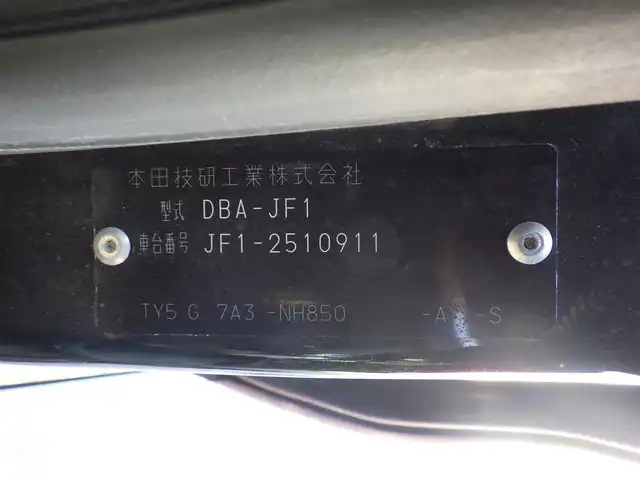 本田技研工業株式会社
型式 DBA-JF1
車台番号 JF1-2510911
TY5 G 7A3 -NH850 -A -S